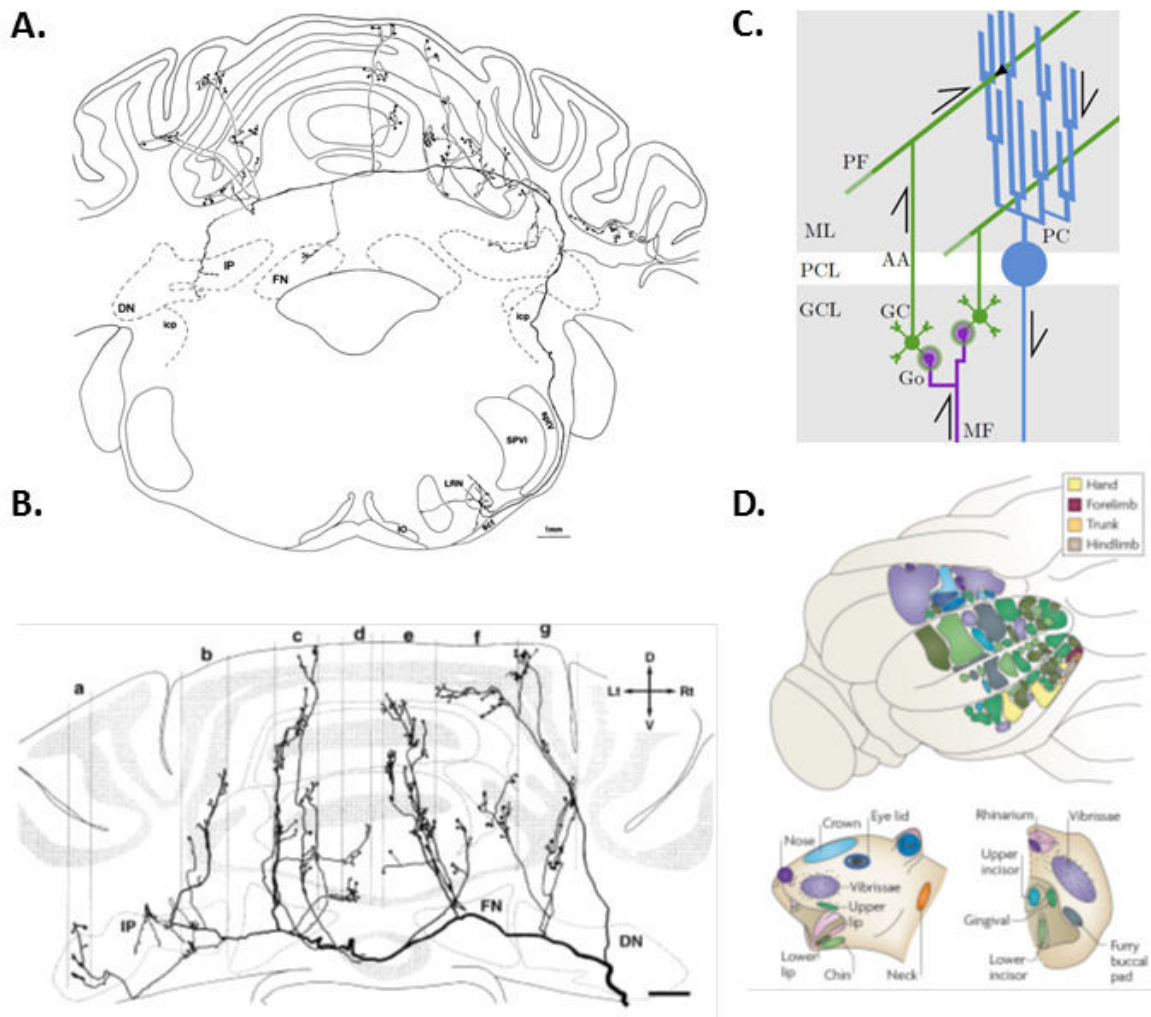 A.
IP
FN
DN
icp
icp
SPVI
sptV
LRN
IO
sct
1mm
B.
a
b
c
d
e
f
g
D
Lt
Rt
V
IP
FN
DN
C.
PF
ML
AA
PC
PCL
GCL
GC
Go
MF
D.
Hand
Forelimb
Trunk
Hindlimb
Nose
Crown
Eye lid
Vibrissae
Upper
lip
Lower
lip
Chin
Neck
Rhinarium
Vibrissae
Upper
incisor
Gingival
Lower
incisor
Furry
buccal
pad